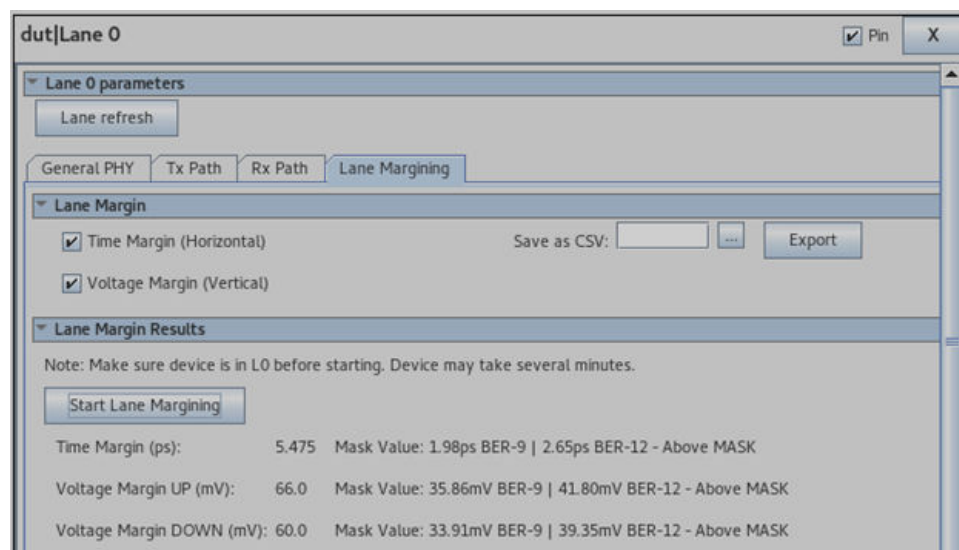 dut|Lane 0
Pin
X
Lane 0 parameters
Lane refresh
General PHY Tx Path Rx Path Lane Margining
Lane Margin
Time Margin (Horizontal) Save as CSV: ... Export
Voltage Margin (Vertical)
Lane Margin Results
Note: Make sure device is in L0 before starting. Device may take several minutes.
Start Lane Margining
Time Margin (ps): 5.475 Mask Value: 1.98ps BER-9 | 2.65ps BER-12 - Above MASK
Voltage Margin UP (mV): 66.0 Mask Value: 35.86mV BER-9 | 41.80mV BER-12 - Above MASK
Voltage Margin DOWN (mV): 60.0 Mask Value: 33.91mV BER-9 | 39.35mV BER-12 - Above MASK